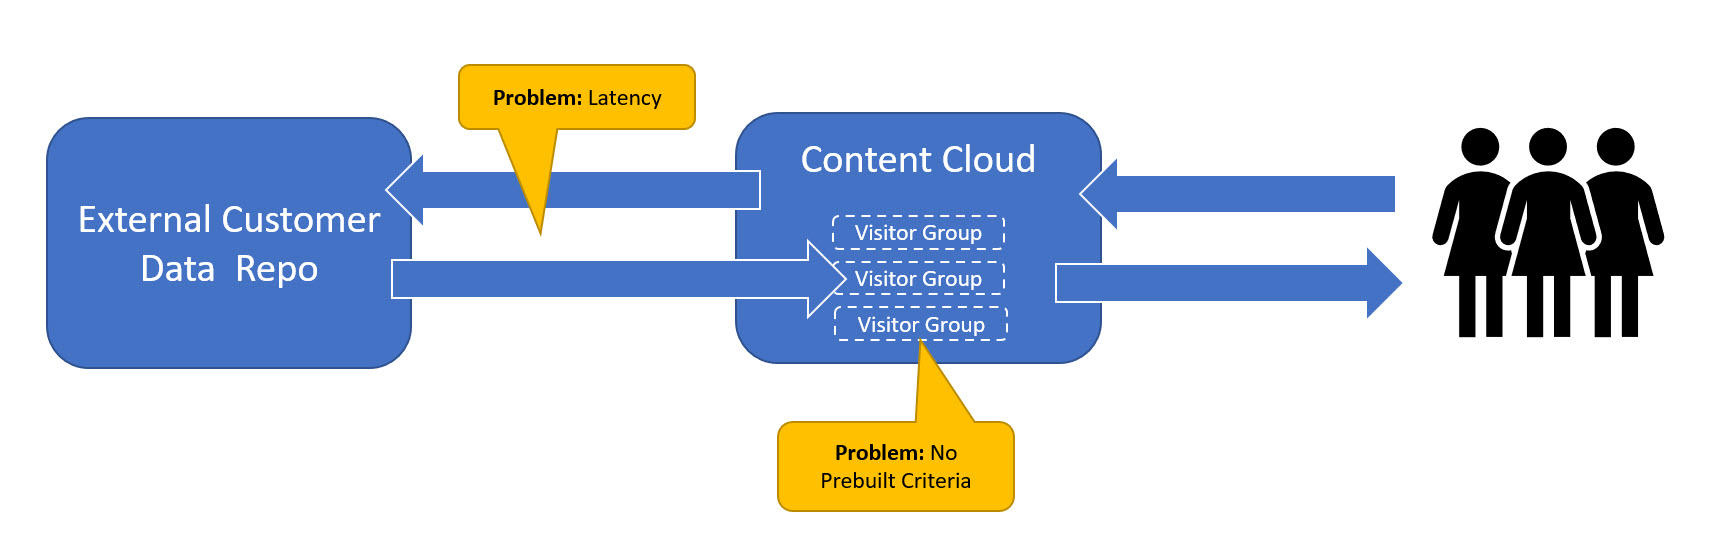 Problem: Latency
External Customer
Data Repo
Content Cloud
Visitor Group
Visitor Group
Visitor Group
Problem: No
Prebuilt Criteria